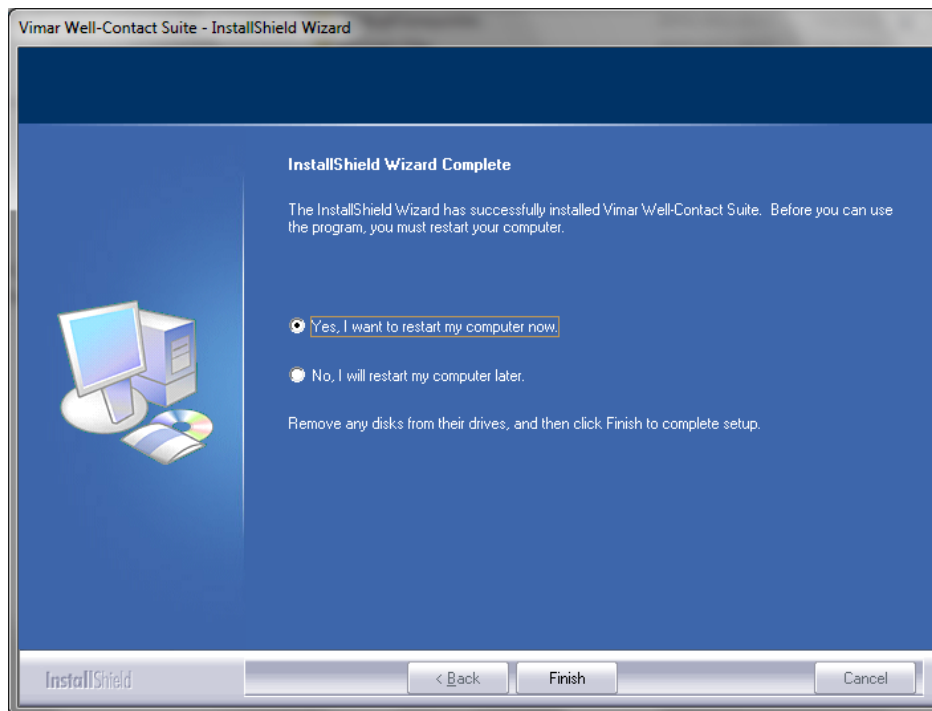 Vimar Well-Contact Suite - InstallShield Wizard
InstallShield Wizard Complete
The InstallShield Wizard has successfully installed Vimar Well-Contact Suite. Before you can use
the program, you must restart your computer.
Yes, I want to restart my computer now.
No, I will restart my computer later.
Remove any disks from their drives, and then click Finish to complete setup.
InstallShield
< Back
Finish
Cancel